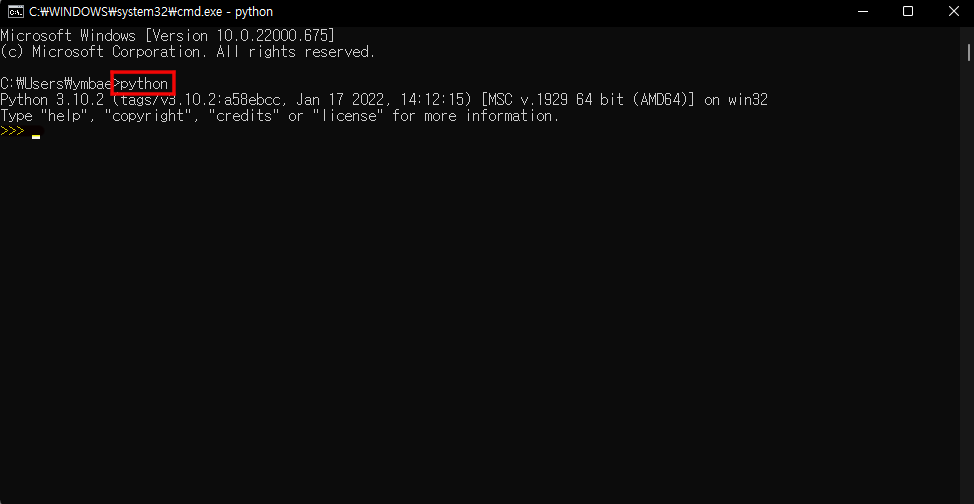 C:₩WINDOWS₩system32₩cmd.exe - python
Microsoft Windows [Version 10.0.22000.675]
(c) Microsoft Corporation. All rights reserved.
C:₩Users₩ymbae>python
Python 3.10.2 (tags/v3.10.2:a58ebcc, Jan 17 2022, 14:12:15) [MSC v.1929 64 bit (AMD64)] on win32
Type "help", "copyright", "credits" or "license" for more information.
>>>